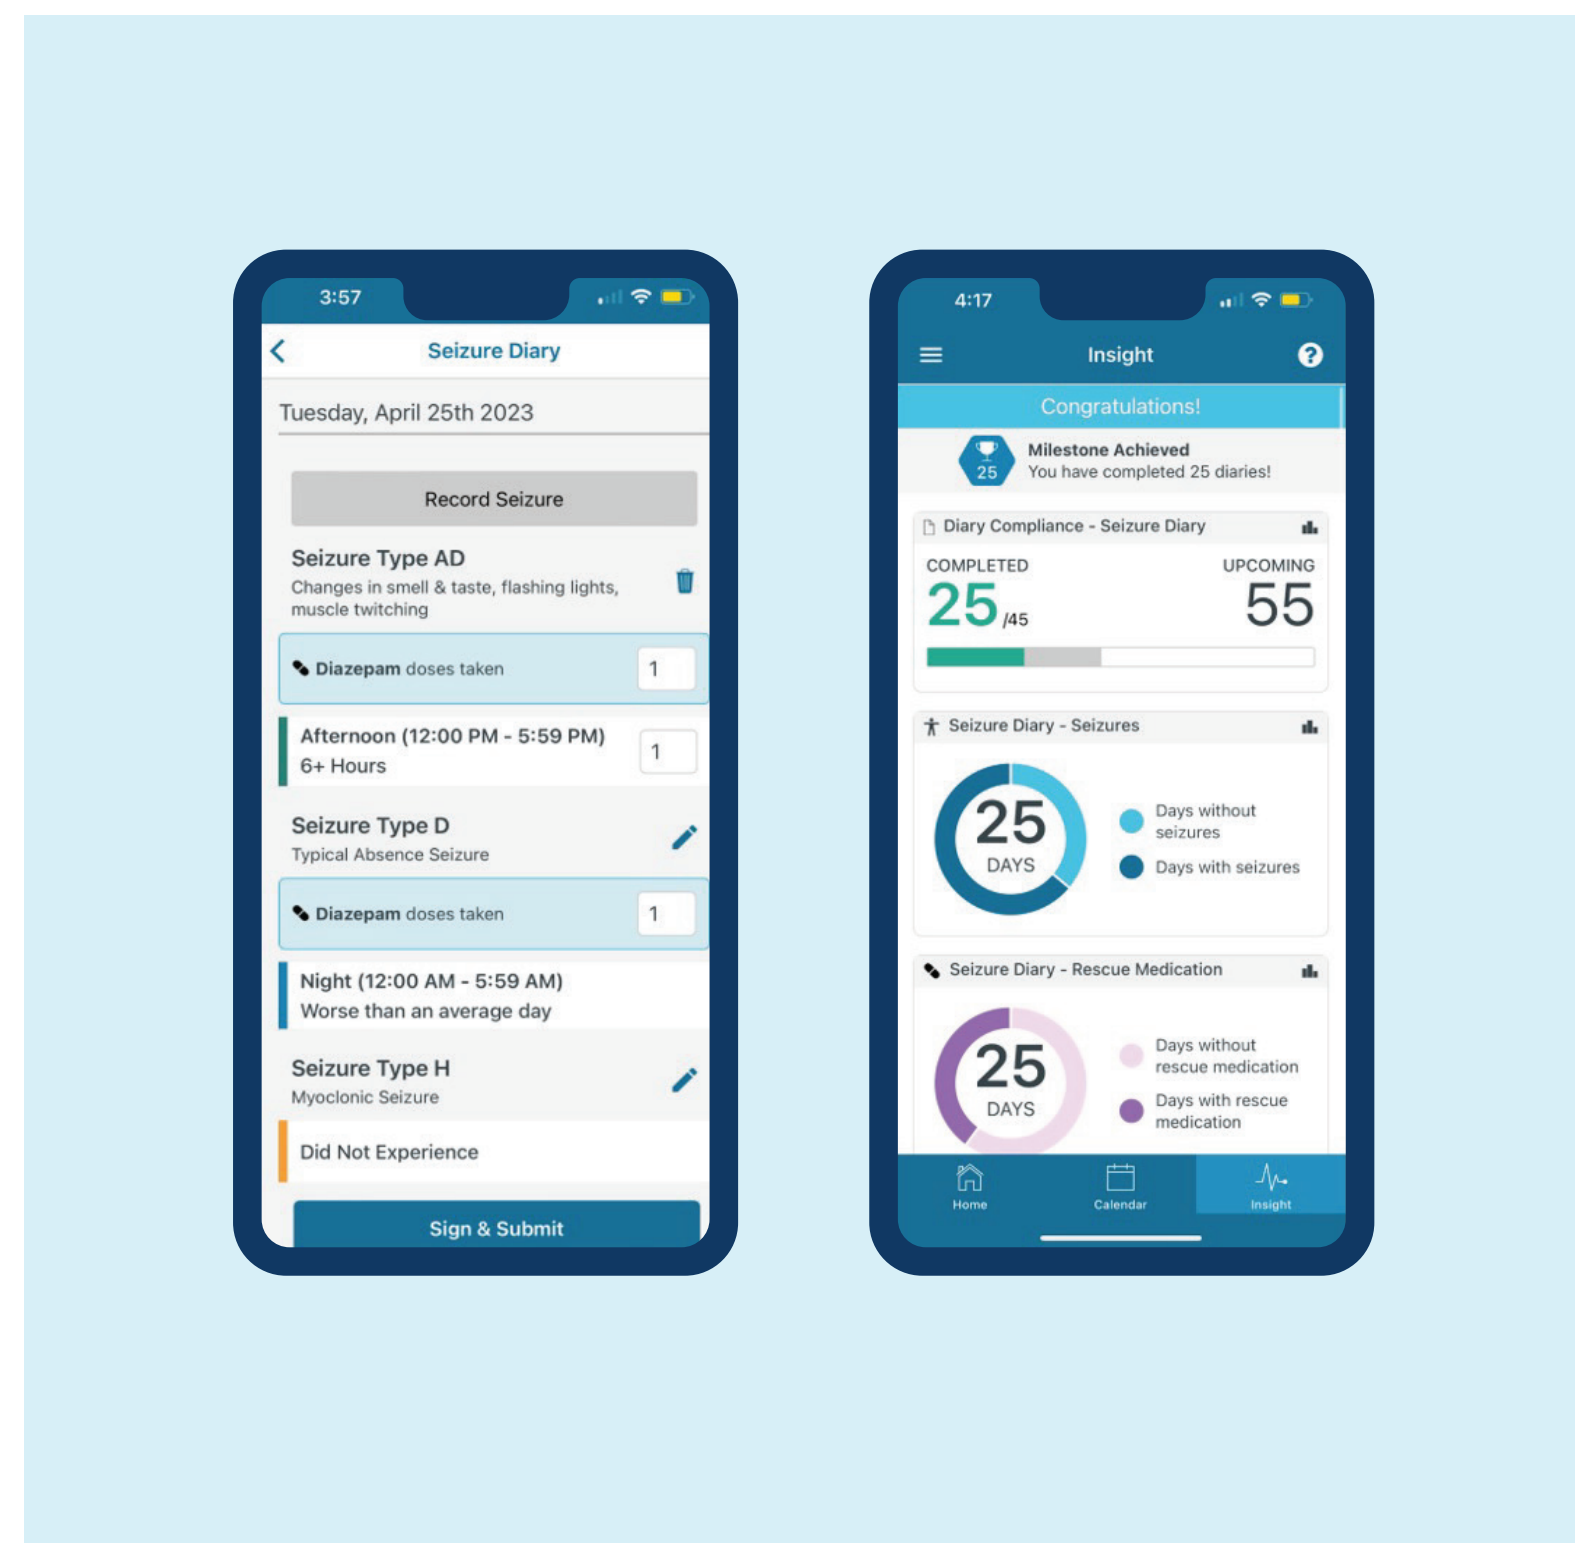 3:57
Seizure Diary
Tuesday, April 25th 2023
Record Seizure
Seizure Type AD
Changes in smell & taste, flashing lights,
muscle twitching
Diazepam doses taken 1
Afternoon (12:00 PM - 5:59 PM)
6+ Hours
1
Seizure Type D
Typical Absence Seizure
Diazepam doses taken 1
Night (12:00 AM - 5:59 AM)
Worse than an average day
Seizure Type H
Myoclonic Seizure
Did Not Experience
Sign & Submit
4:17
Insight
?
Congratulations!
25
Milestone Achieved
You have completed 25 diaries!
Diary Compliance - Seizure Diary
COMPLETED UPCOMING
25 /45 55
Seizure Diary - Seizures
25
DAYS
Days without
seizures
Days with seizures
Seizure Diary - Rescue Medication
25
DAYS
Days without
rescue medication
Days with rescue
medication
Home Calendar Insight